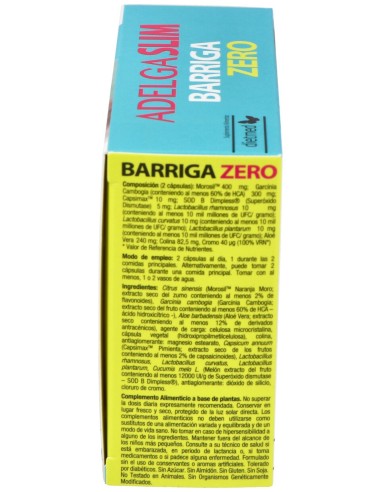 ADELGASLIM
BARRIGA
ZERO
dietmed
BARRIGA ZERO
Composición (2 cápsulas): Morosil™ 400 mg; Garcinia
Cambogia (conteniendo al menos 60% de HCA) 300 mg;
Capsimax™ 10 mg; SOD B Dimpless® (Superóxido
Dismutase) 5 mg; Lactobacillus rhamnosus 10 mg
(conteniendo al menos 10 mil millones de UFC/ gramo);
Lactobacillus curvatus 10 mg (conteniendo al menos 10 mil
millones de UFC/ gramo), Lactobacillus plantarum 10 mg
(conteniendo al menos 10 mil millones de UFC/ gramo); Aloé
Vera 240 mg; Colina 82,5 mg, Cromo 40 µg (100% VRN*)
* Valor de Referencia de Nutrientes.
Modo de empleo: 2 cápsulas al día, 1 durante las 2
comidas principales. Alternativamente, puede tomar 2
cápsulas durante una comida principal. Tomar con al
menos, 1 o 2 vasos de agua.
Ingredientes: Citrus sinensis (Morosil™ Naranja Moro;
extracto seco del zumo conteniendo al menos 2% de
flavonoides), Garcinia cambogia (Garcinia Cambogia;
extracto seco del fruto conteniendo al menos 60% de HCA –
ácido hidroxicítrico -), Aloe barbadensis (Aloé Vera; extracto
seco conteniendo al menos 12% de derivados
antracénicos), agente de carga: celulosa microcristalina,
cápsula vegetal (hidroxipropilmetilcelulosa), colina,
antiaglomerante: magnesio estearato, Capsicum annuum
(Capsimax™ Pimienta; extracto seco de los frutos
conteniendo al menos 2% de capsaicinoides), Lactobacillus
rhamnosus, Lactobacillus curvatus, Lactobacillus
plantarum, Cucumis melo L. (Melón extracto del fruto
conteniendo al menos 12000 UI/g de Superóxido dismutase
– SOD B Dimpless®), antiaglomerante: dióxido de silicio,
cloruro de cromo.
Complemento Alimenticio a base de plantas. No superar
la dosis diaria expresamente recomendada. Conservar en
lugar fresco y seco, protegido de la luz solar directa. Los
complementos alimenticios no deben utilizarse como
sustitutos de una alimentación variada y equilibrada y de un
modo de vida sano. No tomar en caso de hipersensibilidad a
alguno de los ingredientes. Mantener fuera del alcance de
los niños más pequeños. Consulte a su técnico de salud si
está embarazada, en período de lactancia o, si toma
medicamentos o si padece alguna enfermedad. Formulado
sin el uso de conservantes o aromas artificiales. Tolerado
por diabéticos. Sin Azúcar. Sin Almidón. Sin Gluten. Sin Soja.
No Testado en Animales. Sin Organismos Genéticamente
Modificados.